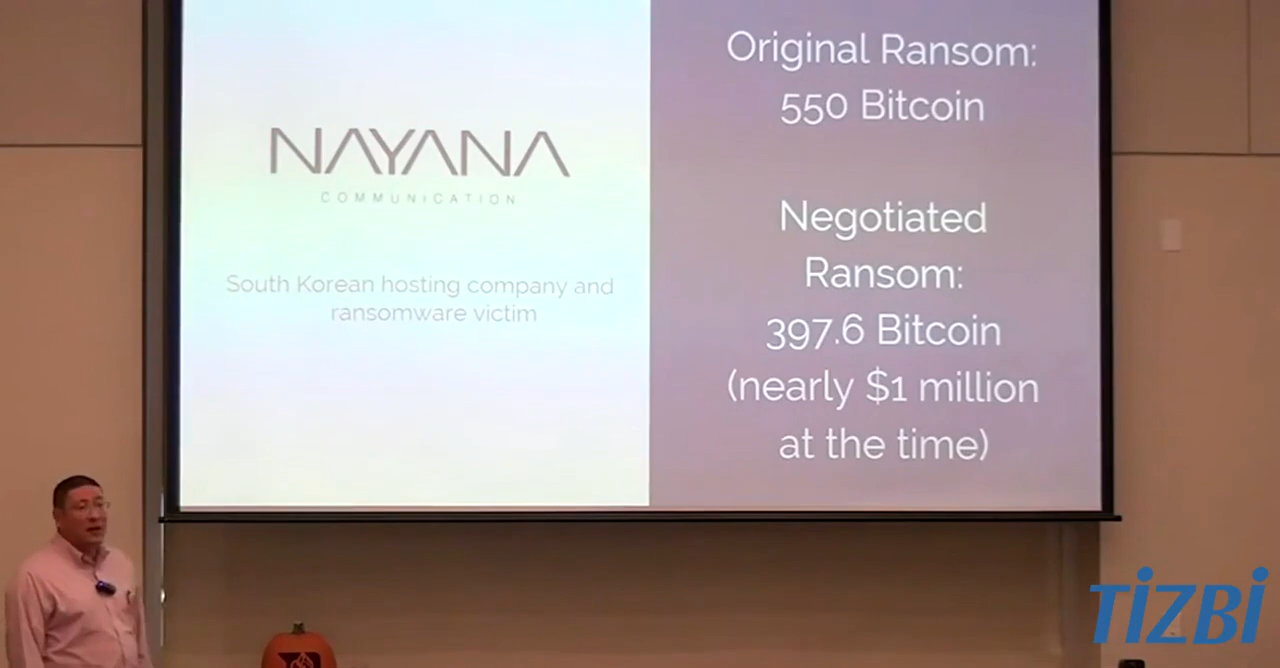 NAYANA
COMMUNICATION
South Korean hosting company and
ransomware victim
Original Ransom:
550 Bitcoin
Negotiated
Ransom:
397.6 Bitcoin
(nearly $1 million
at the time)
TiZBi